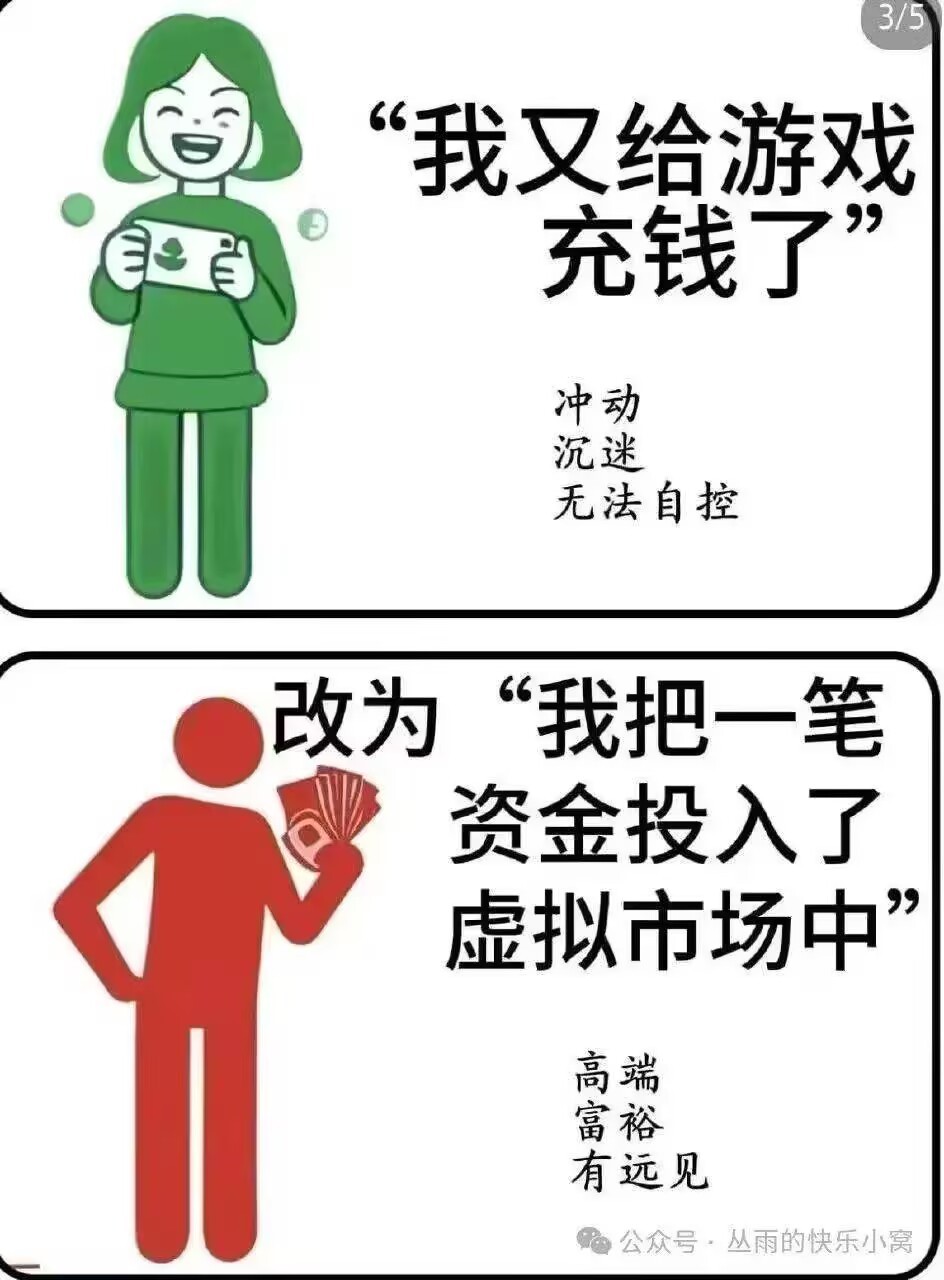 3/5
“我又给游戏
充钱了”
冲动
沉迷
无法自控
改为“我把一笔
资金投入了
虚拟市场中”
高端
富裕
有远见
公众号·丛雨的快乐小窝